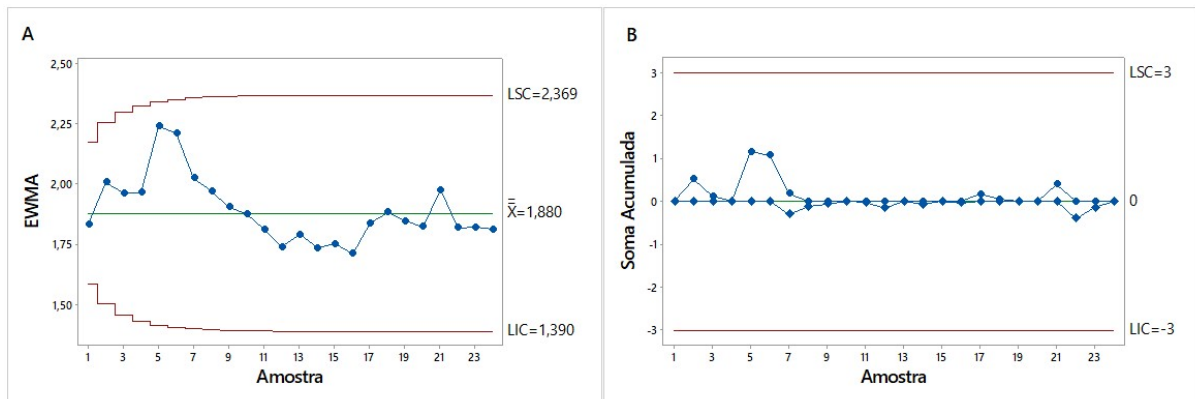 A
EWMA
2,50
2,25
2,00
1,75
1,50
LSC=2,369
X=1,880
LIC=1,390
1 3 5 7 9 11 13 15 17 19 21 23
Amostra
B
Soma Acumulada
3
2
1
0
-1
-2
-3
LSC=3
0
LIC=-3
1 3 5 7 9 11 13 15 17 19 21 23
Amostra